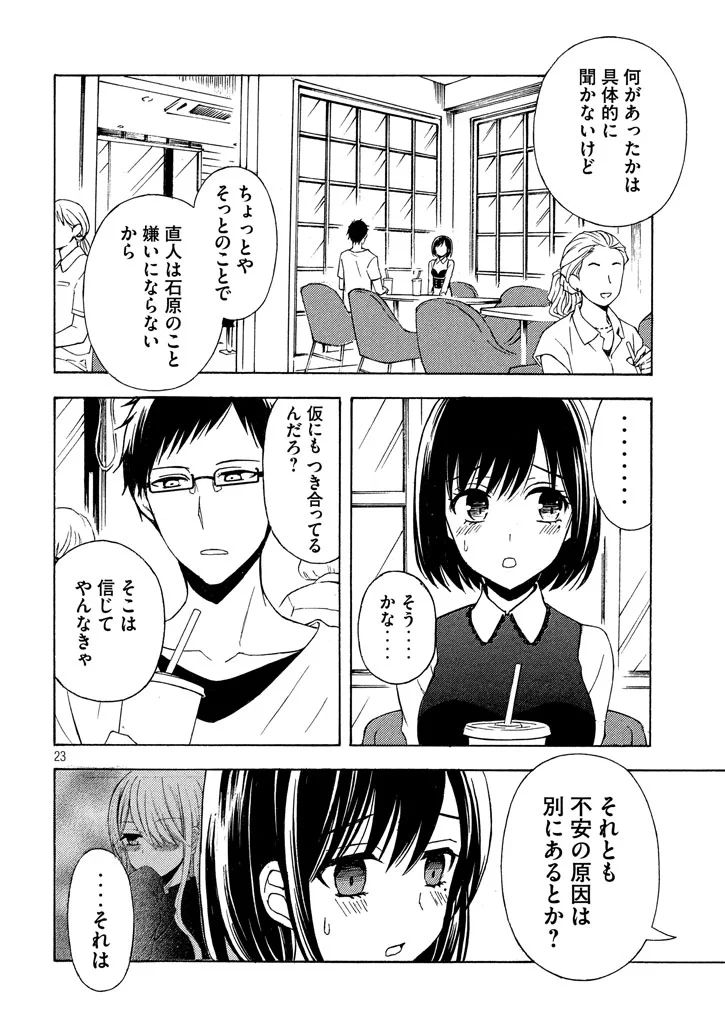 何があったかは
具体的に
聞かないけど
ちょっとや
そっとのことで
直人は石原のこと
嫌いにならない
から
・・・・・・・
そう・・・・
かな・・・・
仮にも つき合ってる
んだろ?
そこは
信じて
やんなきゃ
23
それとも
不安の原因は
別にあるとか?
・・・・それは